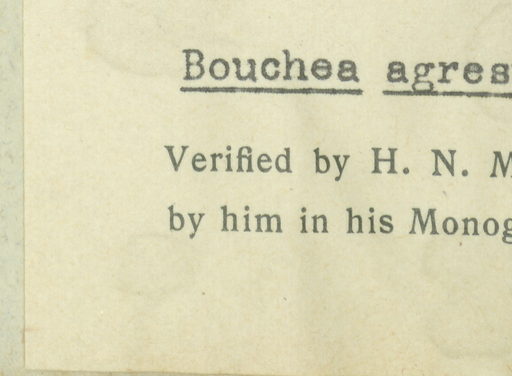 Bouchea agres
Verified by H. N. M
by him in his Monog